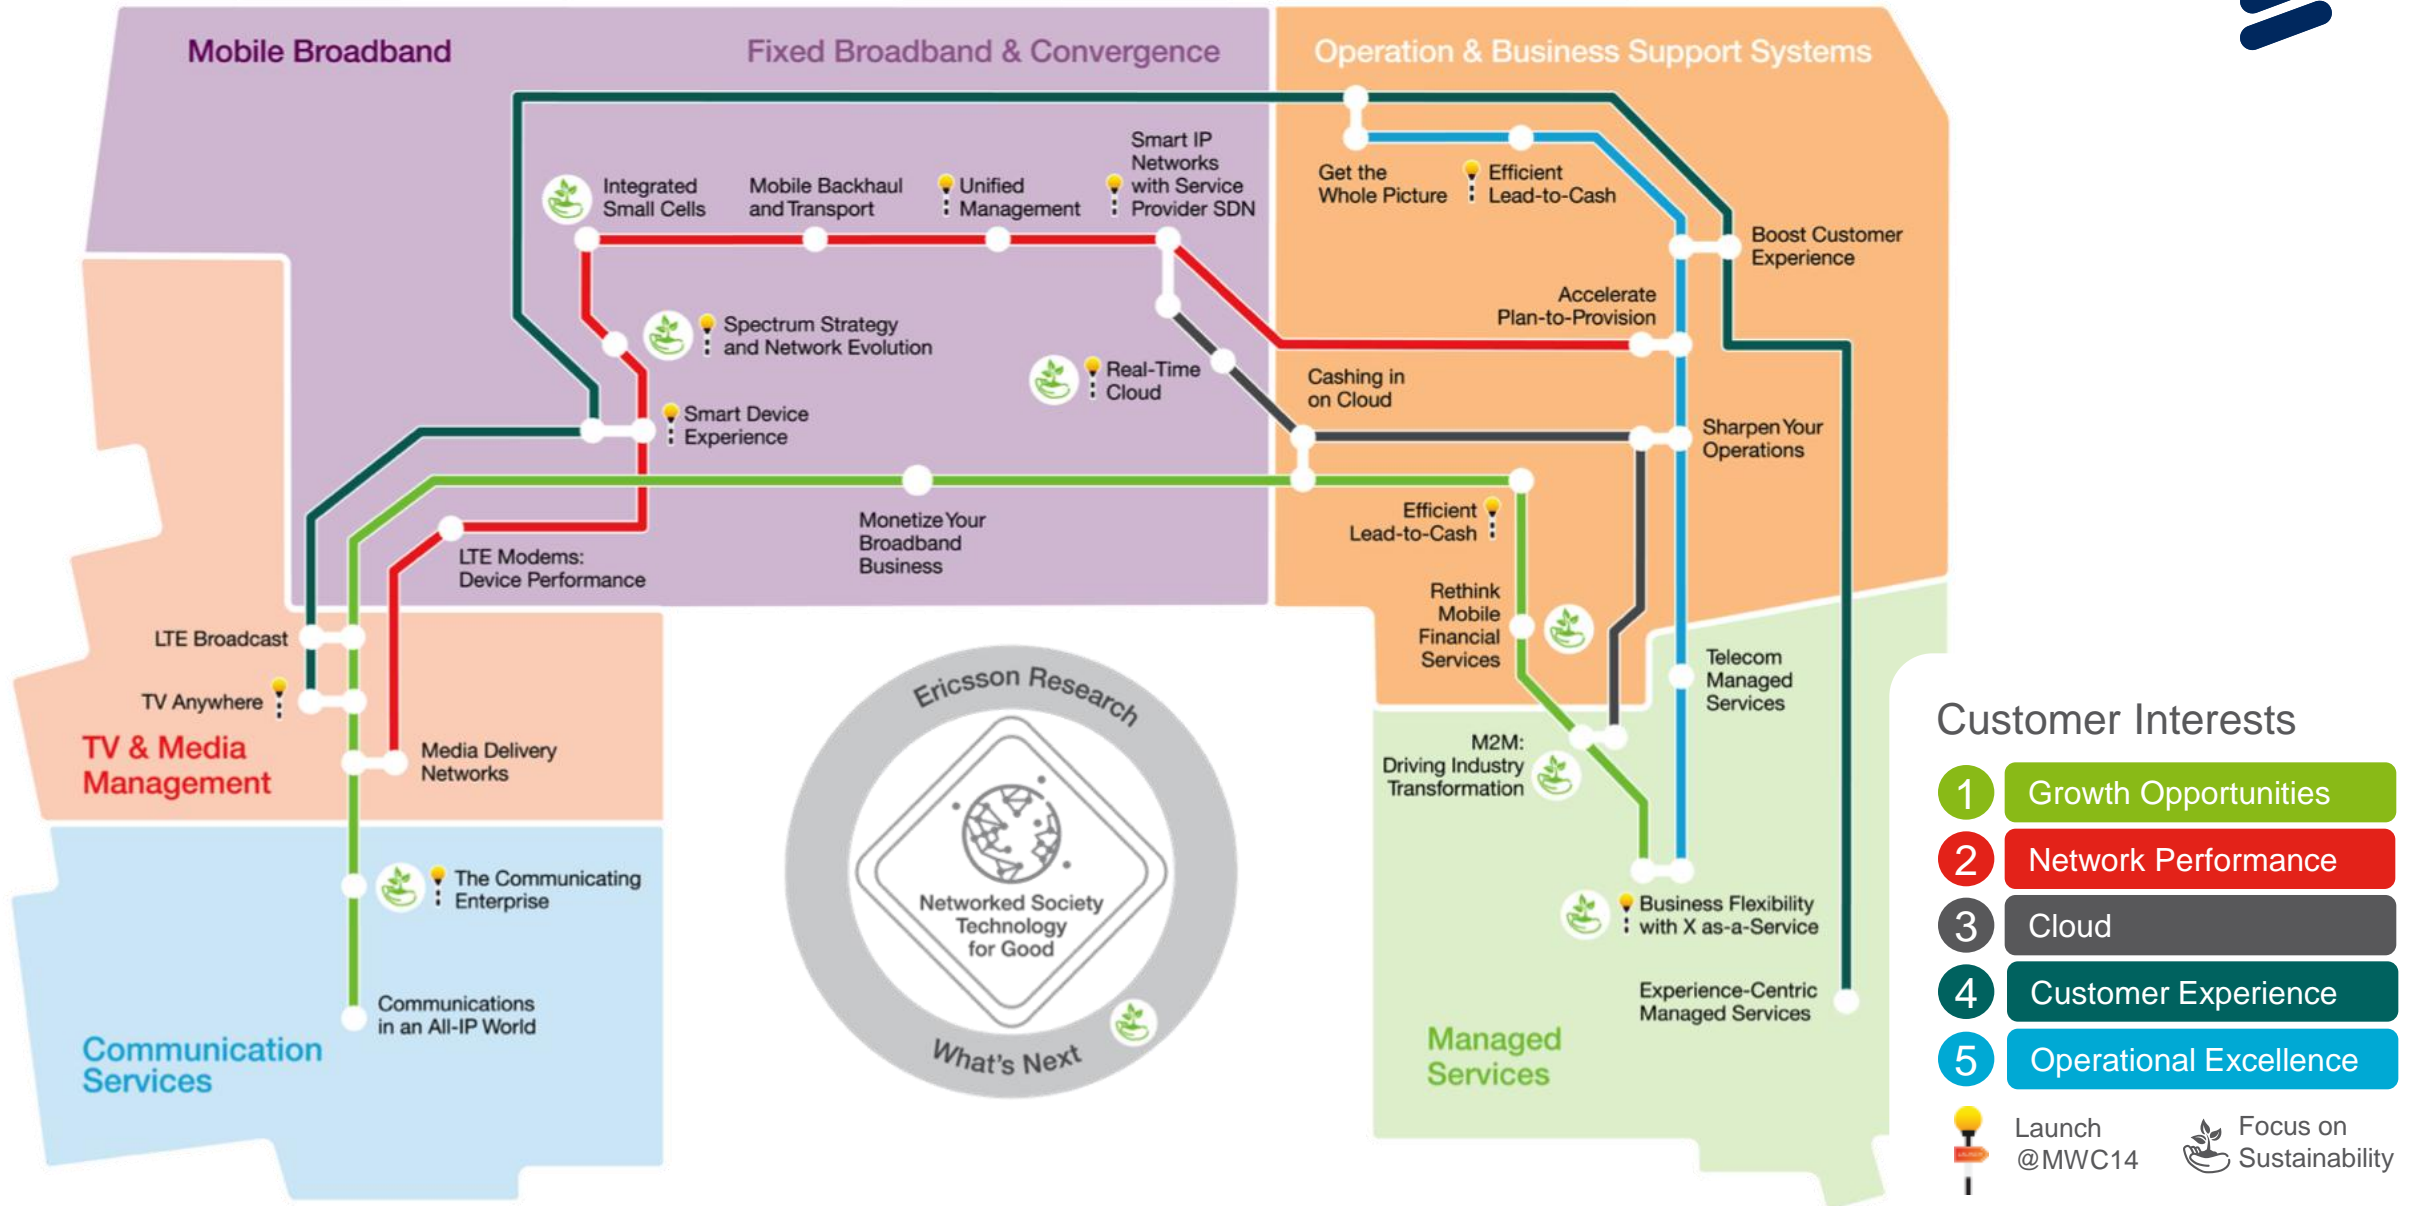 Mobile Broadband
Fixed Broadband & Convergence
Operation & Business Support Systems
Integrated
Small Cells
Mobile Backhaul
and Transport
Unified
Management
Smart IP
Networks
with Service
Provider SDN
Get the
Whole Picture
Efficient
Lead-to-Cash
Boost Customer
Experience
Accelerate
Plan-to-Provision
Spectrum Strategy
and Network Evolution
Real-Time
Cloud
Cashing in
on Cloud
Smart Device
Experience
Sharpen Your
Operations
Monetize Your
Broadband
Business
Efficient
Lead-to-Cash
LTE Modems:
Device Performance
Rethink
Mobile
Financial
Services
LTE Broadcast
TV Anywhere
TV & Media
Management
Media Delivery
Networks
Telecom
Managed
Services
M2M:
Driving Industry
Transformation
Ericsson Research
Networked Society
Technology
for Good
What's Next
The Communicating
Enterprise
Communications
in an All-IP World
Communication
Services
Business Flexibility
with X as-a-Service
Experience-Centric
Managed Services
Managed
Services
Customer Interests
1 Growth Opportunities
2 Network Performance
3 Cloud
4 Customer Experience
5 Operational Excellence
Launch
@MWC14
Focus on
Sustainability